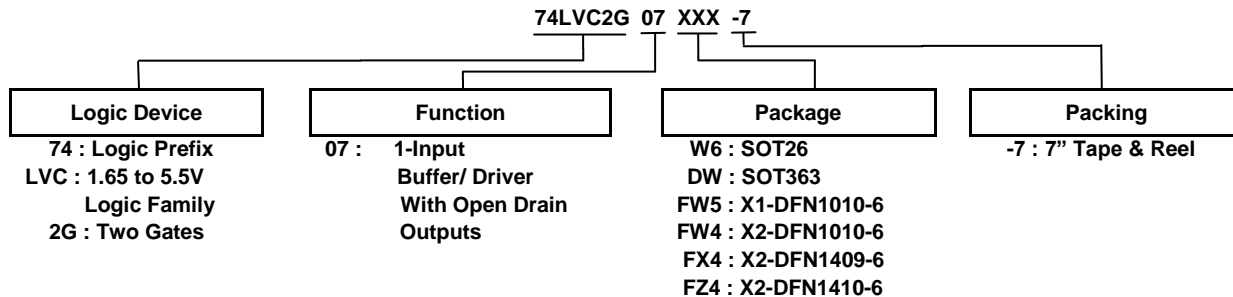 74LVC2G 07 XXX -7
Logic Device
74 : Logic Prefix
LVC : 1.65 to 5.5V
Logic Family
2G : Two Gates
Function
07 : 1-Input
Buffer/ Driver
With Open Drain
Outputs
Package
W6 : SOT26
DW : SOT363
FW5 : X1-DFN1010-6
FW4 : X2-DFN1010-6
FX4 : X2-DFN1409-6
FZ4 : X2-DFN1410-6
Packing
-7 : 7” Tape & Reel